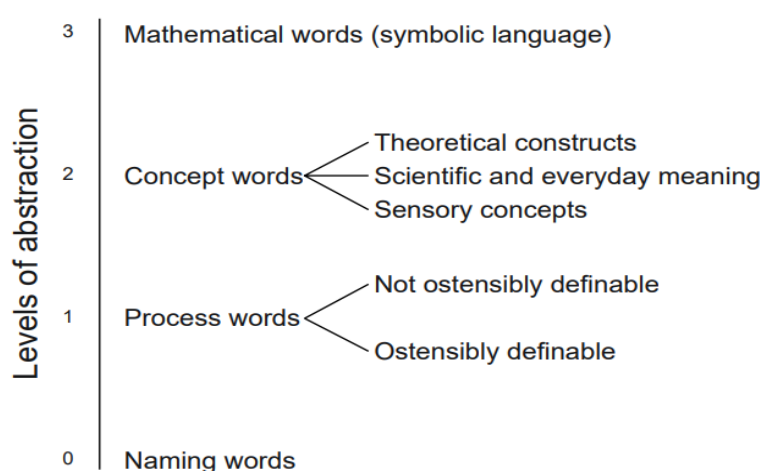 Levels of abstraction
3 Mathematical words (symbolic language)
Theoretical constructs
2 Concept words Scientific and everyday meaning
Sensory concepts
Not ostensibly definable
1 Process words
Ostensibly definable
0 Naming words